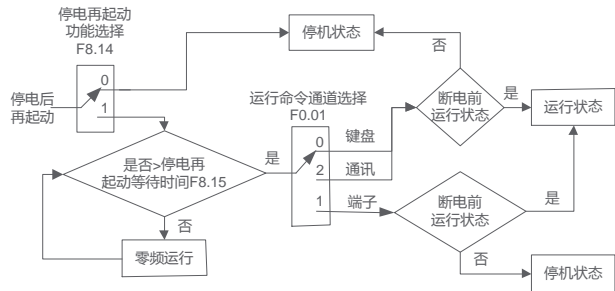 停电再起动
功能选择
F8.14
停机状态
否
停电后
再起动
0
1
运行命令通道选择
F0.01
断电前
运行状态
是
运行状态
是否>停电再
起动等待时间F8.15
是
0
键盘
2
通讯
1
端子
断电前
运行状态
是
否
零频运行
否
停机状态